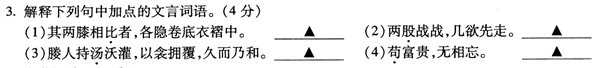 3. 解释下列句中加点的文言词语。(4 分)
(1)其两膝相比者,各隐卷底衣褶中。 ▲ (2)两股战战,几欲先走。 ▲
(3)媵人持汤沃灌,以衾拥覆,久而乃和。 ▲ (4)苟富贵,无相忘。 ▲